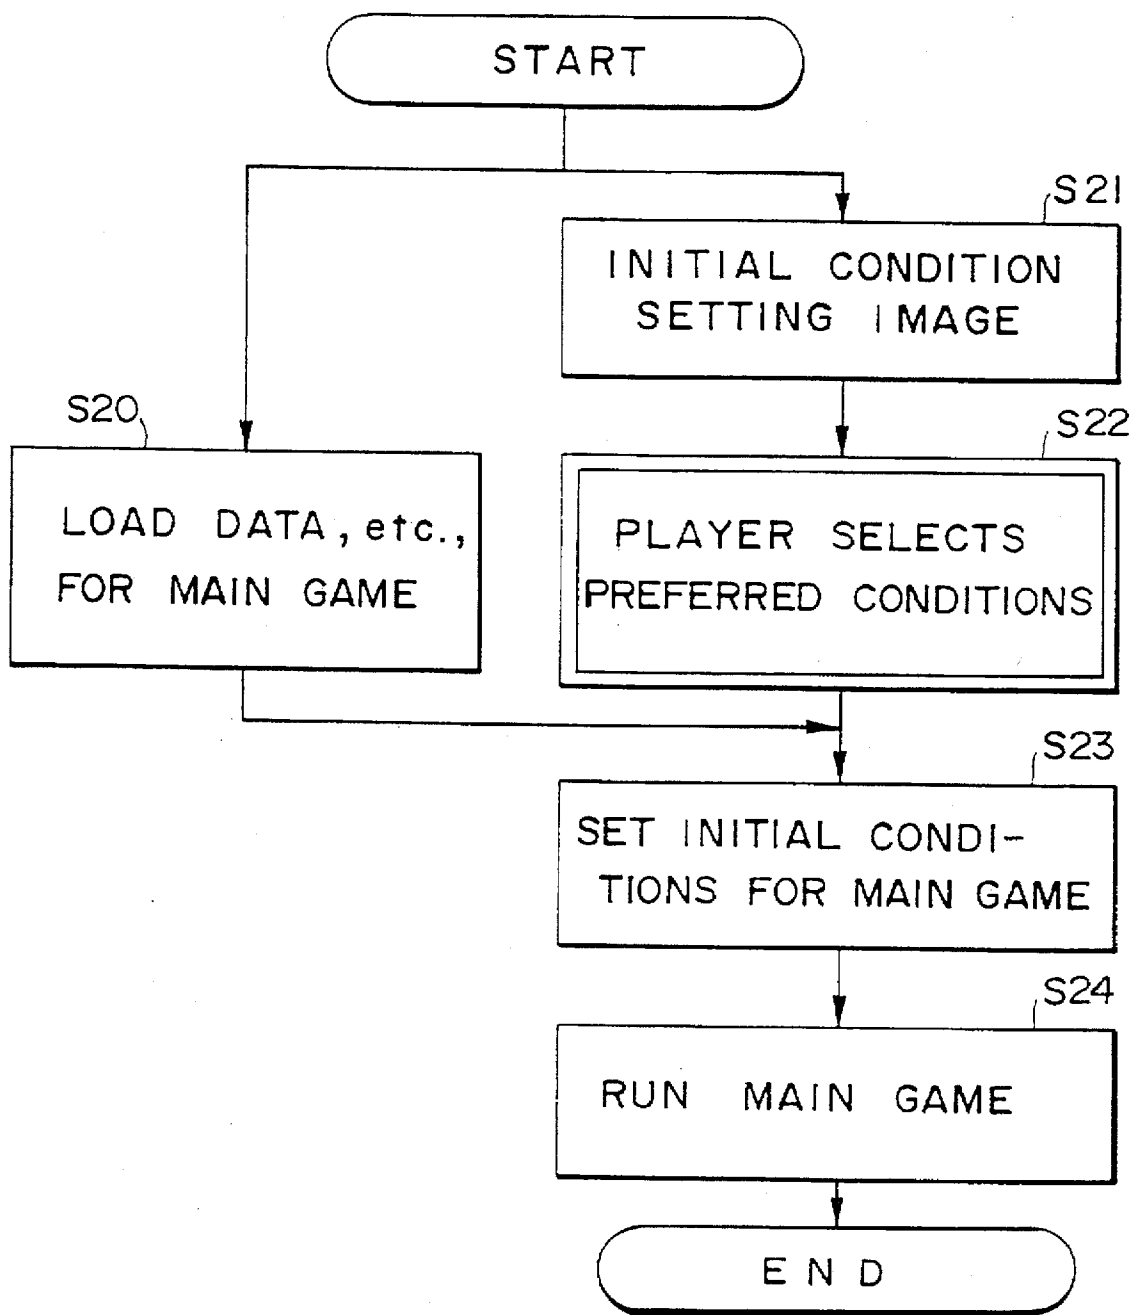 START
S21
INITIAL CONDITION
SETTING IMAGE
S20
LOAD DATA, etc.,
FOR MAIN GAME
S22
PLAYER SELECTS
PREFERRED CONDITIONS
S23
SET INITIAL CONDI-
TIONS FOR MAIN GAME
S24
RUN MAIN GAME
END